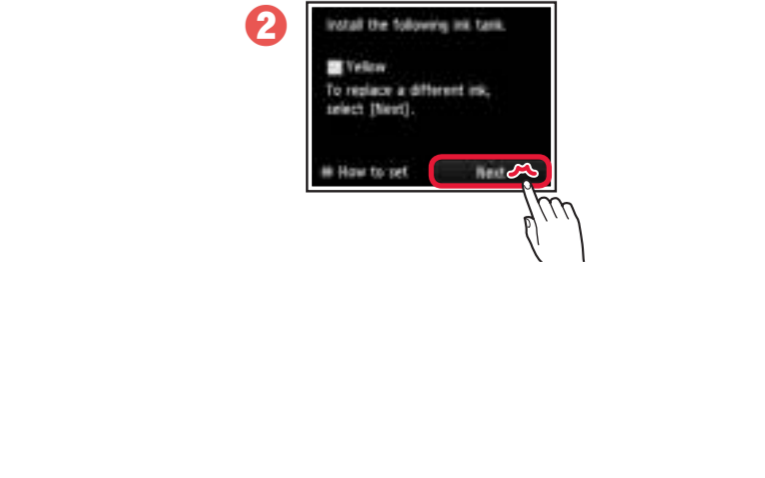 2
Install the following ink tank.
Yellow
To replace a different ink,
select [Next].
How to set
Next